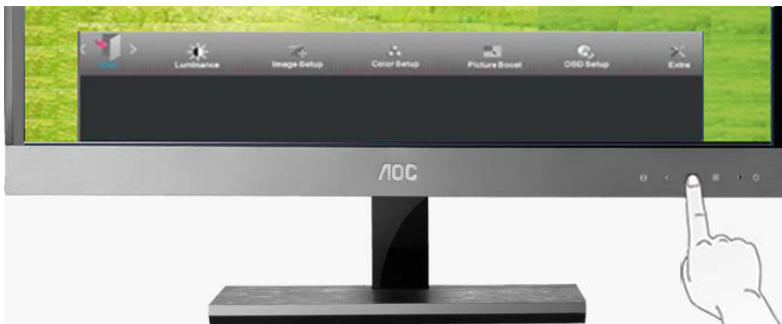 Luminance
Image Setup
Color Setup
Picture Boost
OSD Setup
Extra
AOC